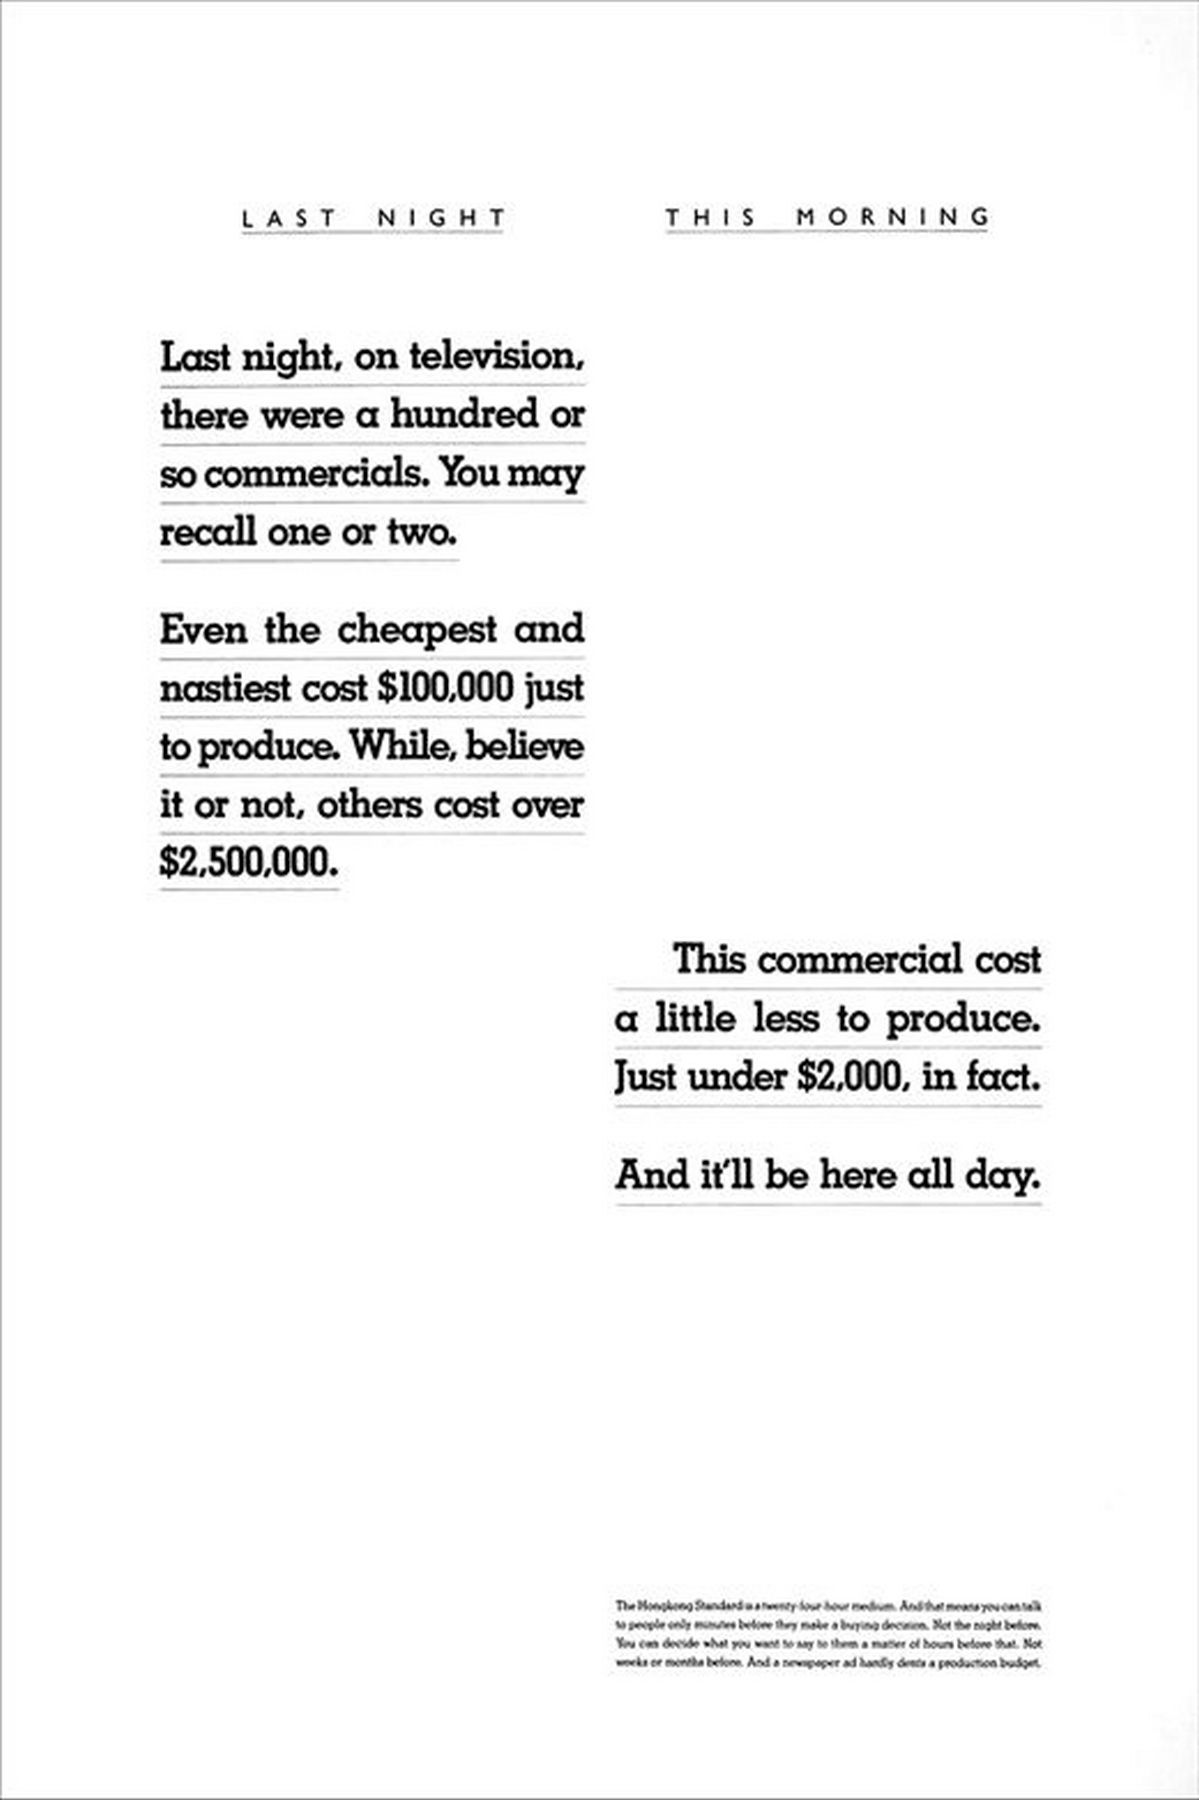 LAST NIGHT
THIS MORNING
Last night, on television,
there were a hundred or
so commercials. You may
recall one or two.
Even the cheapest and
nastiest cost $100,000 just
to produce. While, believe
it or not, others cost over
$2,500,000.
This commercial cost
a little less to produce.
Just under $2,000, in fact.
And it'll be here all day.
The Hongkong Standard is a twenty-four-hour medium. And that means you can talk
to people only minutes before they make a buying decision. Not the night before.
You can decide what you want to say to them a matter of hours before that. Not
weeks or months before. And a newspaper ad hardly dents a production budget.